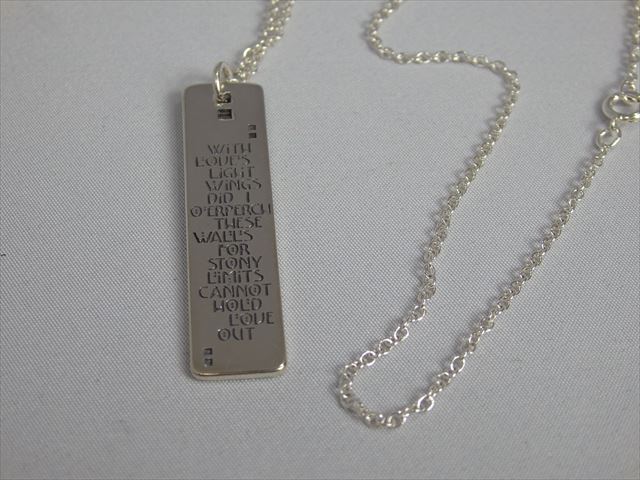 WITH
LOVE'S
LIGHT
WINGS
DID I
O'ERPERCH
THESE
WALLS
FOR
STONY
LIMITS
CANNOT
HOLD
LOVE
OUT